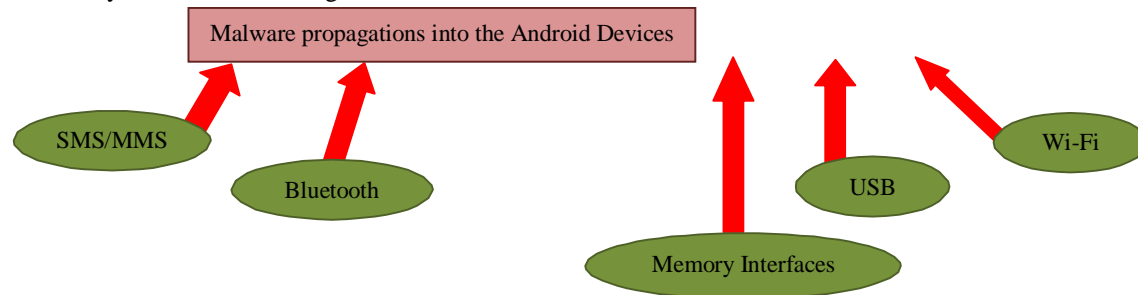 Malware propagations into the Android Devices
SMS/MMS
Bluetooth
Memory Interfaces
USB
Wi-Fi